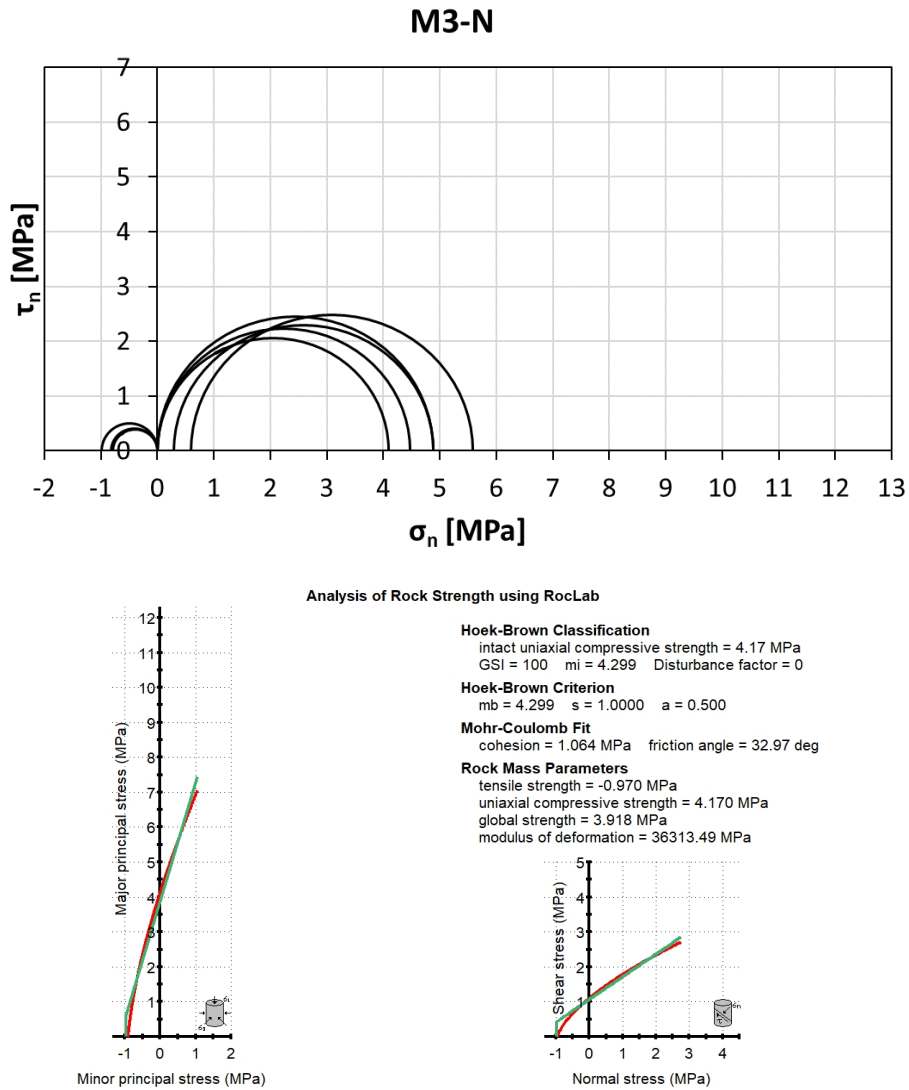 M3-N
τn [MPa]
7
6
5
4
3
2
1
0
-2 -1 0 1 2 3 4 5 6 7 8 9 10 11 12 13
σn [MPa]
Analysis of Rock Strength using RocLab
Hoek-Brown Classification
intact uniaxial compressive strength = 4.17 MPa
GSI = 100 mi = 4.299 Disturbance factor = 0
Hoek-Brown Criterion
mb = 4.299 s = 1.0000 a = 0.500
Mohr-Coulomb Fit
cohesion = 1.064 MPa friction angle = 32.97 deg
Rock Mass Parameters
tensile strength = -0.970 MPa
uniaxial compressive strength = 4.170 MPa
global strength = 3.918 MPa
modulus of deformation = 36313.49 MPa
Major principal stress (MPa)
12
11
10
9
8
7
6
5
4
3
2
1
-1 0 1 2
Minor principal stress (MPa)
σ1
σ3
Shear stress (MPa)
5
4
3
2
1
-1 0 1 2 3 4
Normal stress (MPa)
σn
τ